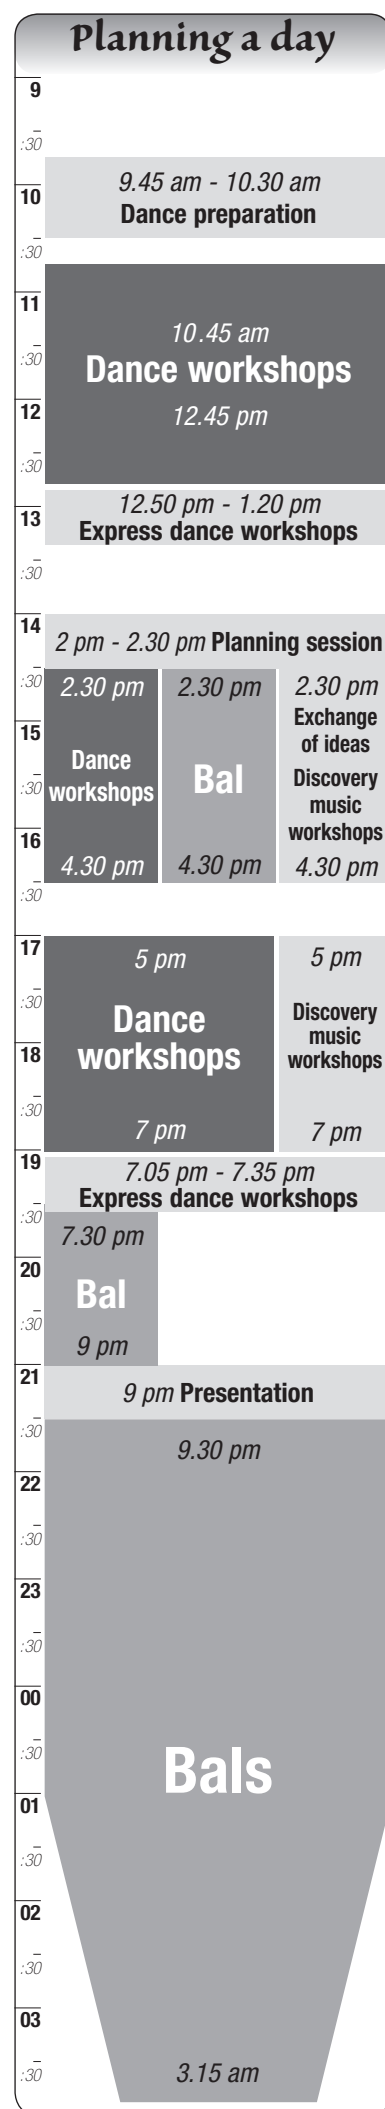 Planning a day
9
:30
9.45 am - 10.30 am
10
Dance preparation
:30
11
10.45 am
:30
Dance workshops
12
12.45 pm
:30
12.50 pm - 1.20 pm
13
Express dance workshops
:30
14
2 pm - 2.30 pm Planning session
:30
2.30 pm
Dance
workshops
4.30 pm
2.30 pm
Bal
4.30 pm
2.30 pm
Exchange
of ideas
Discovery
music
workshops
4.30 pm
15
:30
16
:30
17
5 pm
Dance
workshops
7 pm
5 pm
Discovery
music
workshops
7 pm
:30
18
:30
19
7.05 pm - 7.35 pm
Express dance workshops
:30
7.30 pm
20
Bal
:30
9 pm
21
9 pm Presentation
:30
9.30 pm
22
:30
23
:30
00
:30
Bals
01
:30
02
:30
03
:30
3.15 am